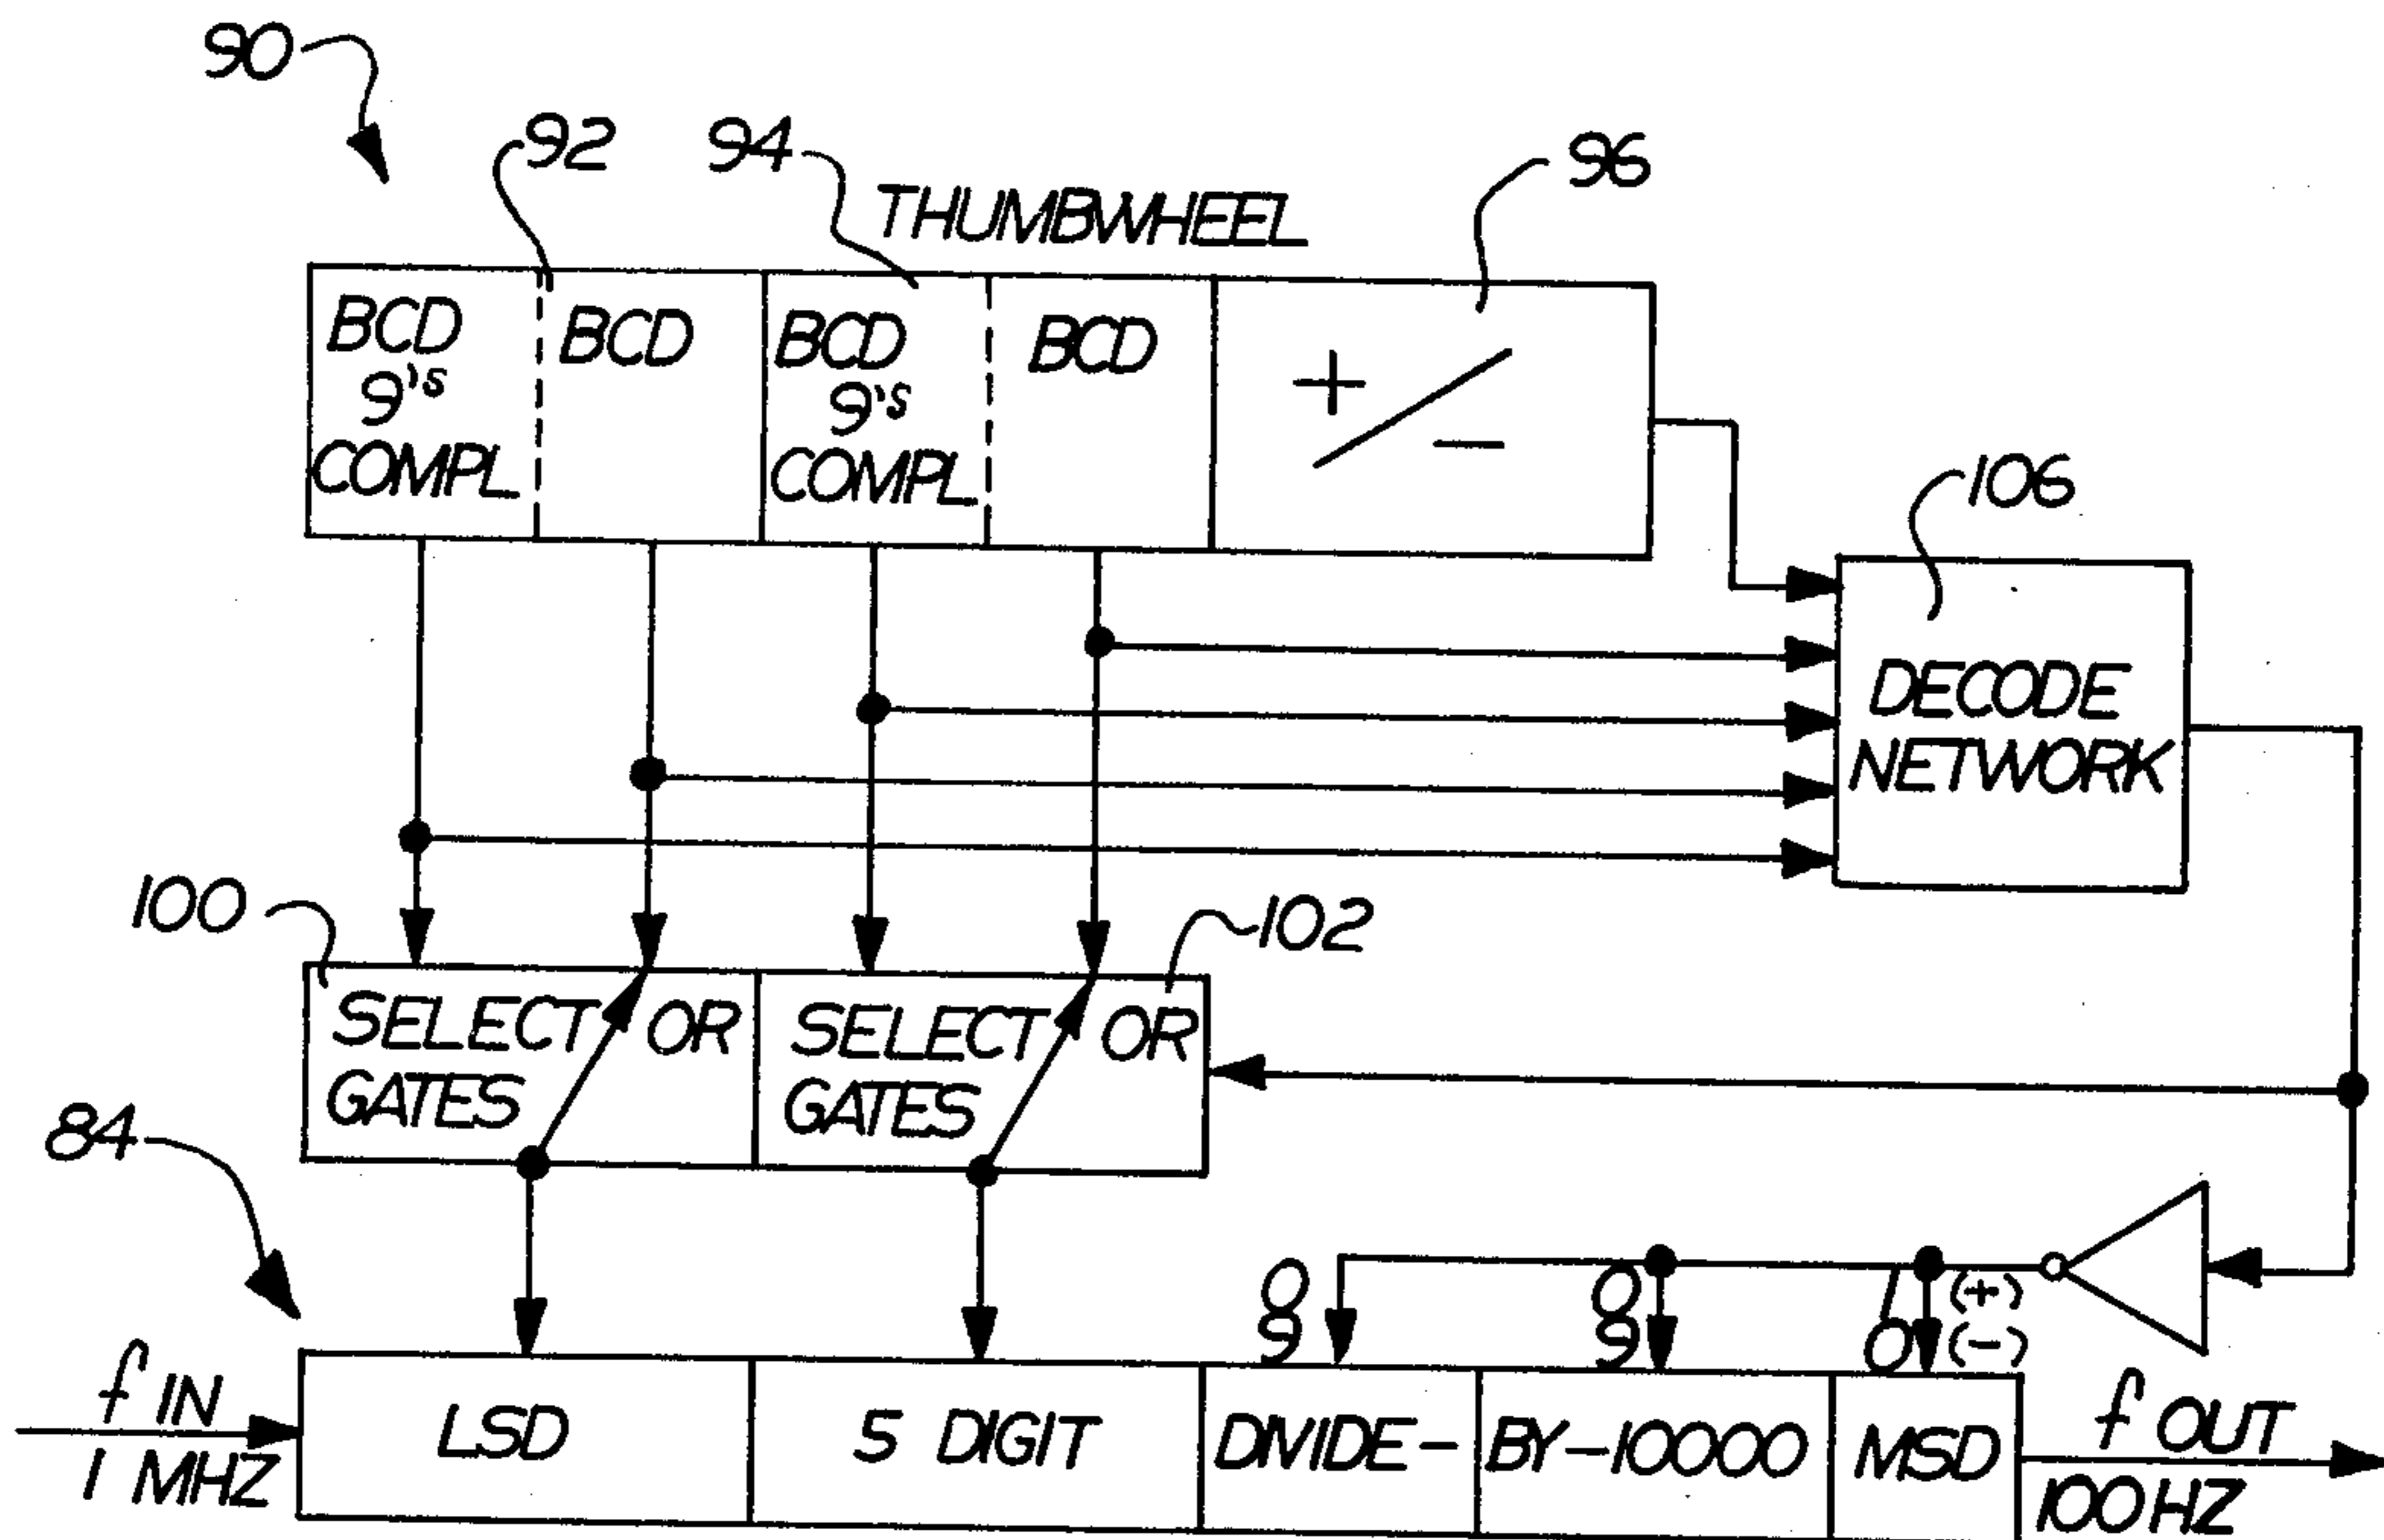 90
92
94
96
THUMBWHEEL
BCD
9's
COMPL
BCD
BCD
9's
COMPL
BCD
+
/
−
106
DECODE
NETWORK
100
102
SELECT OR
GATES
SELECT OR
GATES
84
0
9
0
9
1 (+)
0 (−)
f IN
1 MHZ
LSD
5 DIGIT
DIVIDE-
BY-10000
MSD
f OUT
100 HZ